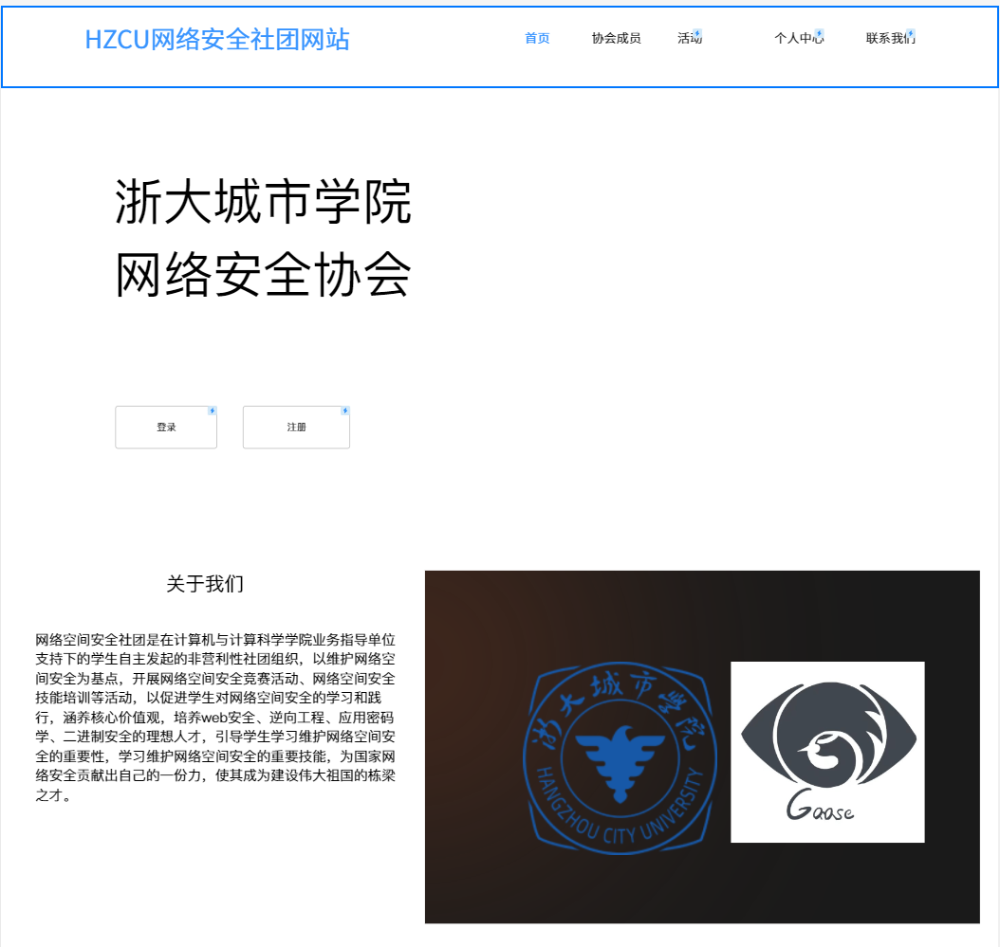 HZCU网络安全社团网站
首页 协会成员 活动 个人中心 联系我们
浙大城市学院
网络安全协会
登录 注册
关于我们
网络空间安全社团是在计算机与计算科学学院业务指导单位
支持下的学生自主发起的非营利性社团组织，以维护网络空
间安全为基点，开展网络空间安全竞赛活动、网络空间安全
技能培训等活动，以促进学生对网络空间安全的学习和践
行，涵养核心价值观，培养web安全、逆向工程、应用密码
学、二进制安全的理想人才，引导学生学习维护网络空间安
全的重要性，学习维护网络空间安全的重要技能，为国家网
络安全贡献出自己的一份力，使其成为建设伟大祖国的栋梁
之才。
浙大城市学院
HANGZHOU CITY UNIVERSITY
Goose